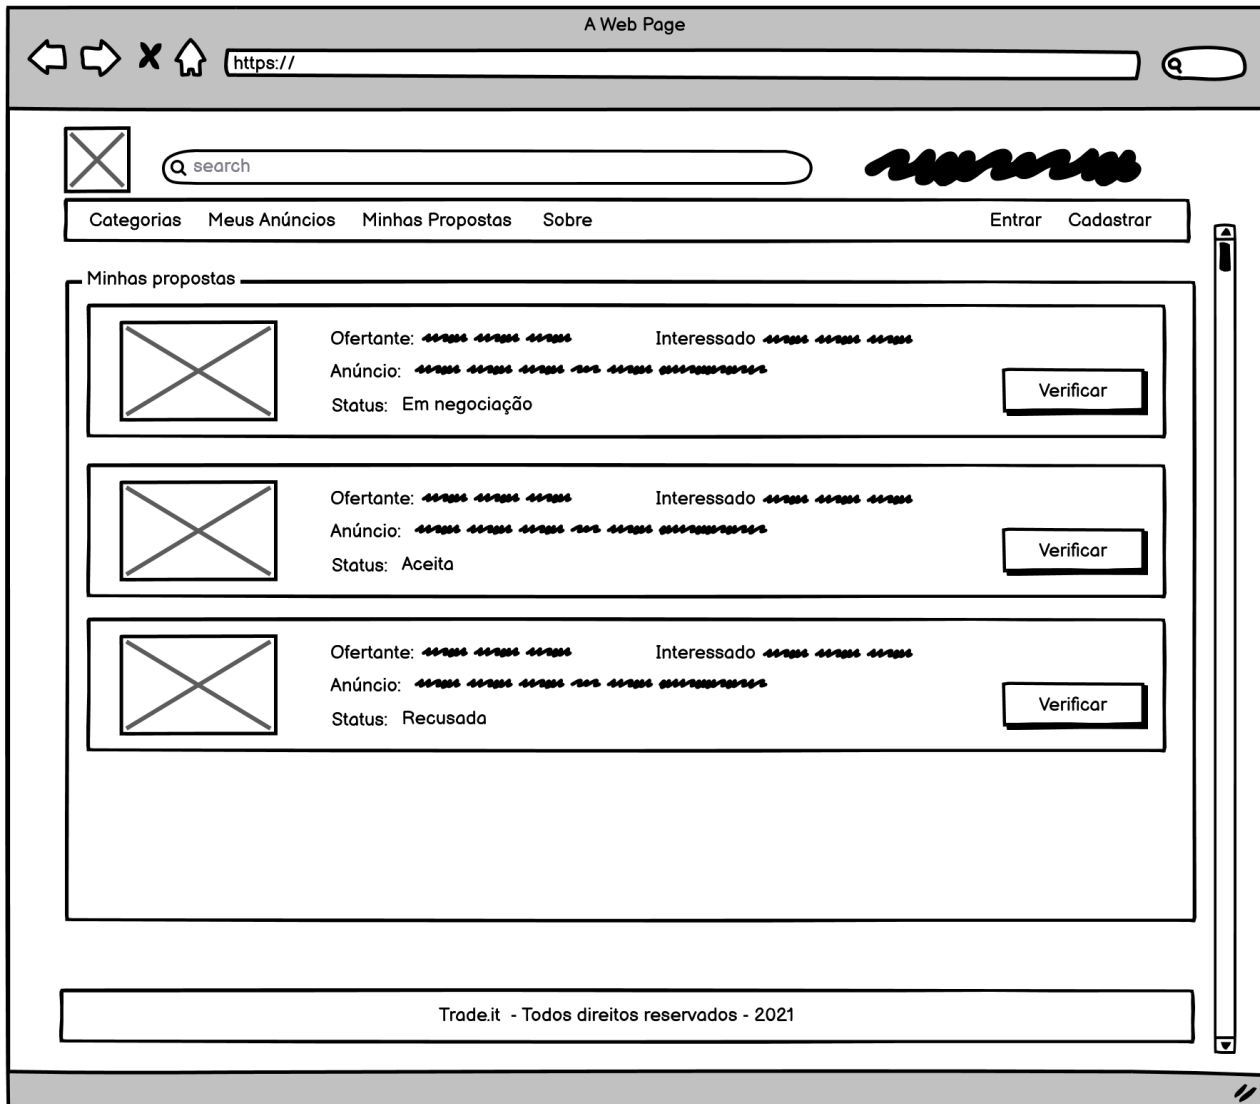 A Web Page
https://
search
Categorias Meus Anúncios Minhas Propostas Sobre Entrar Cadastrar
Minhas propostas
Ofertante: Interessado
Anúncio:
Status: Em negociação
Verificar
Ofertante: Interessado
Anúncio:
Status: Aceita
Verificar
Ofertante: Interessado
Anúncio:
Status: Recusada
Verificar
Trade.it - Todos direitos reservados - 2021